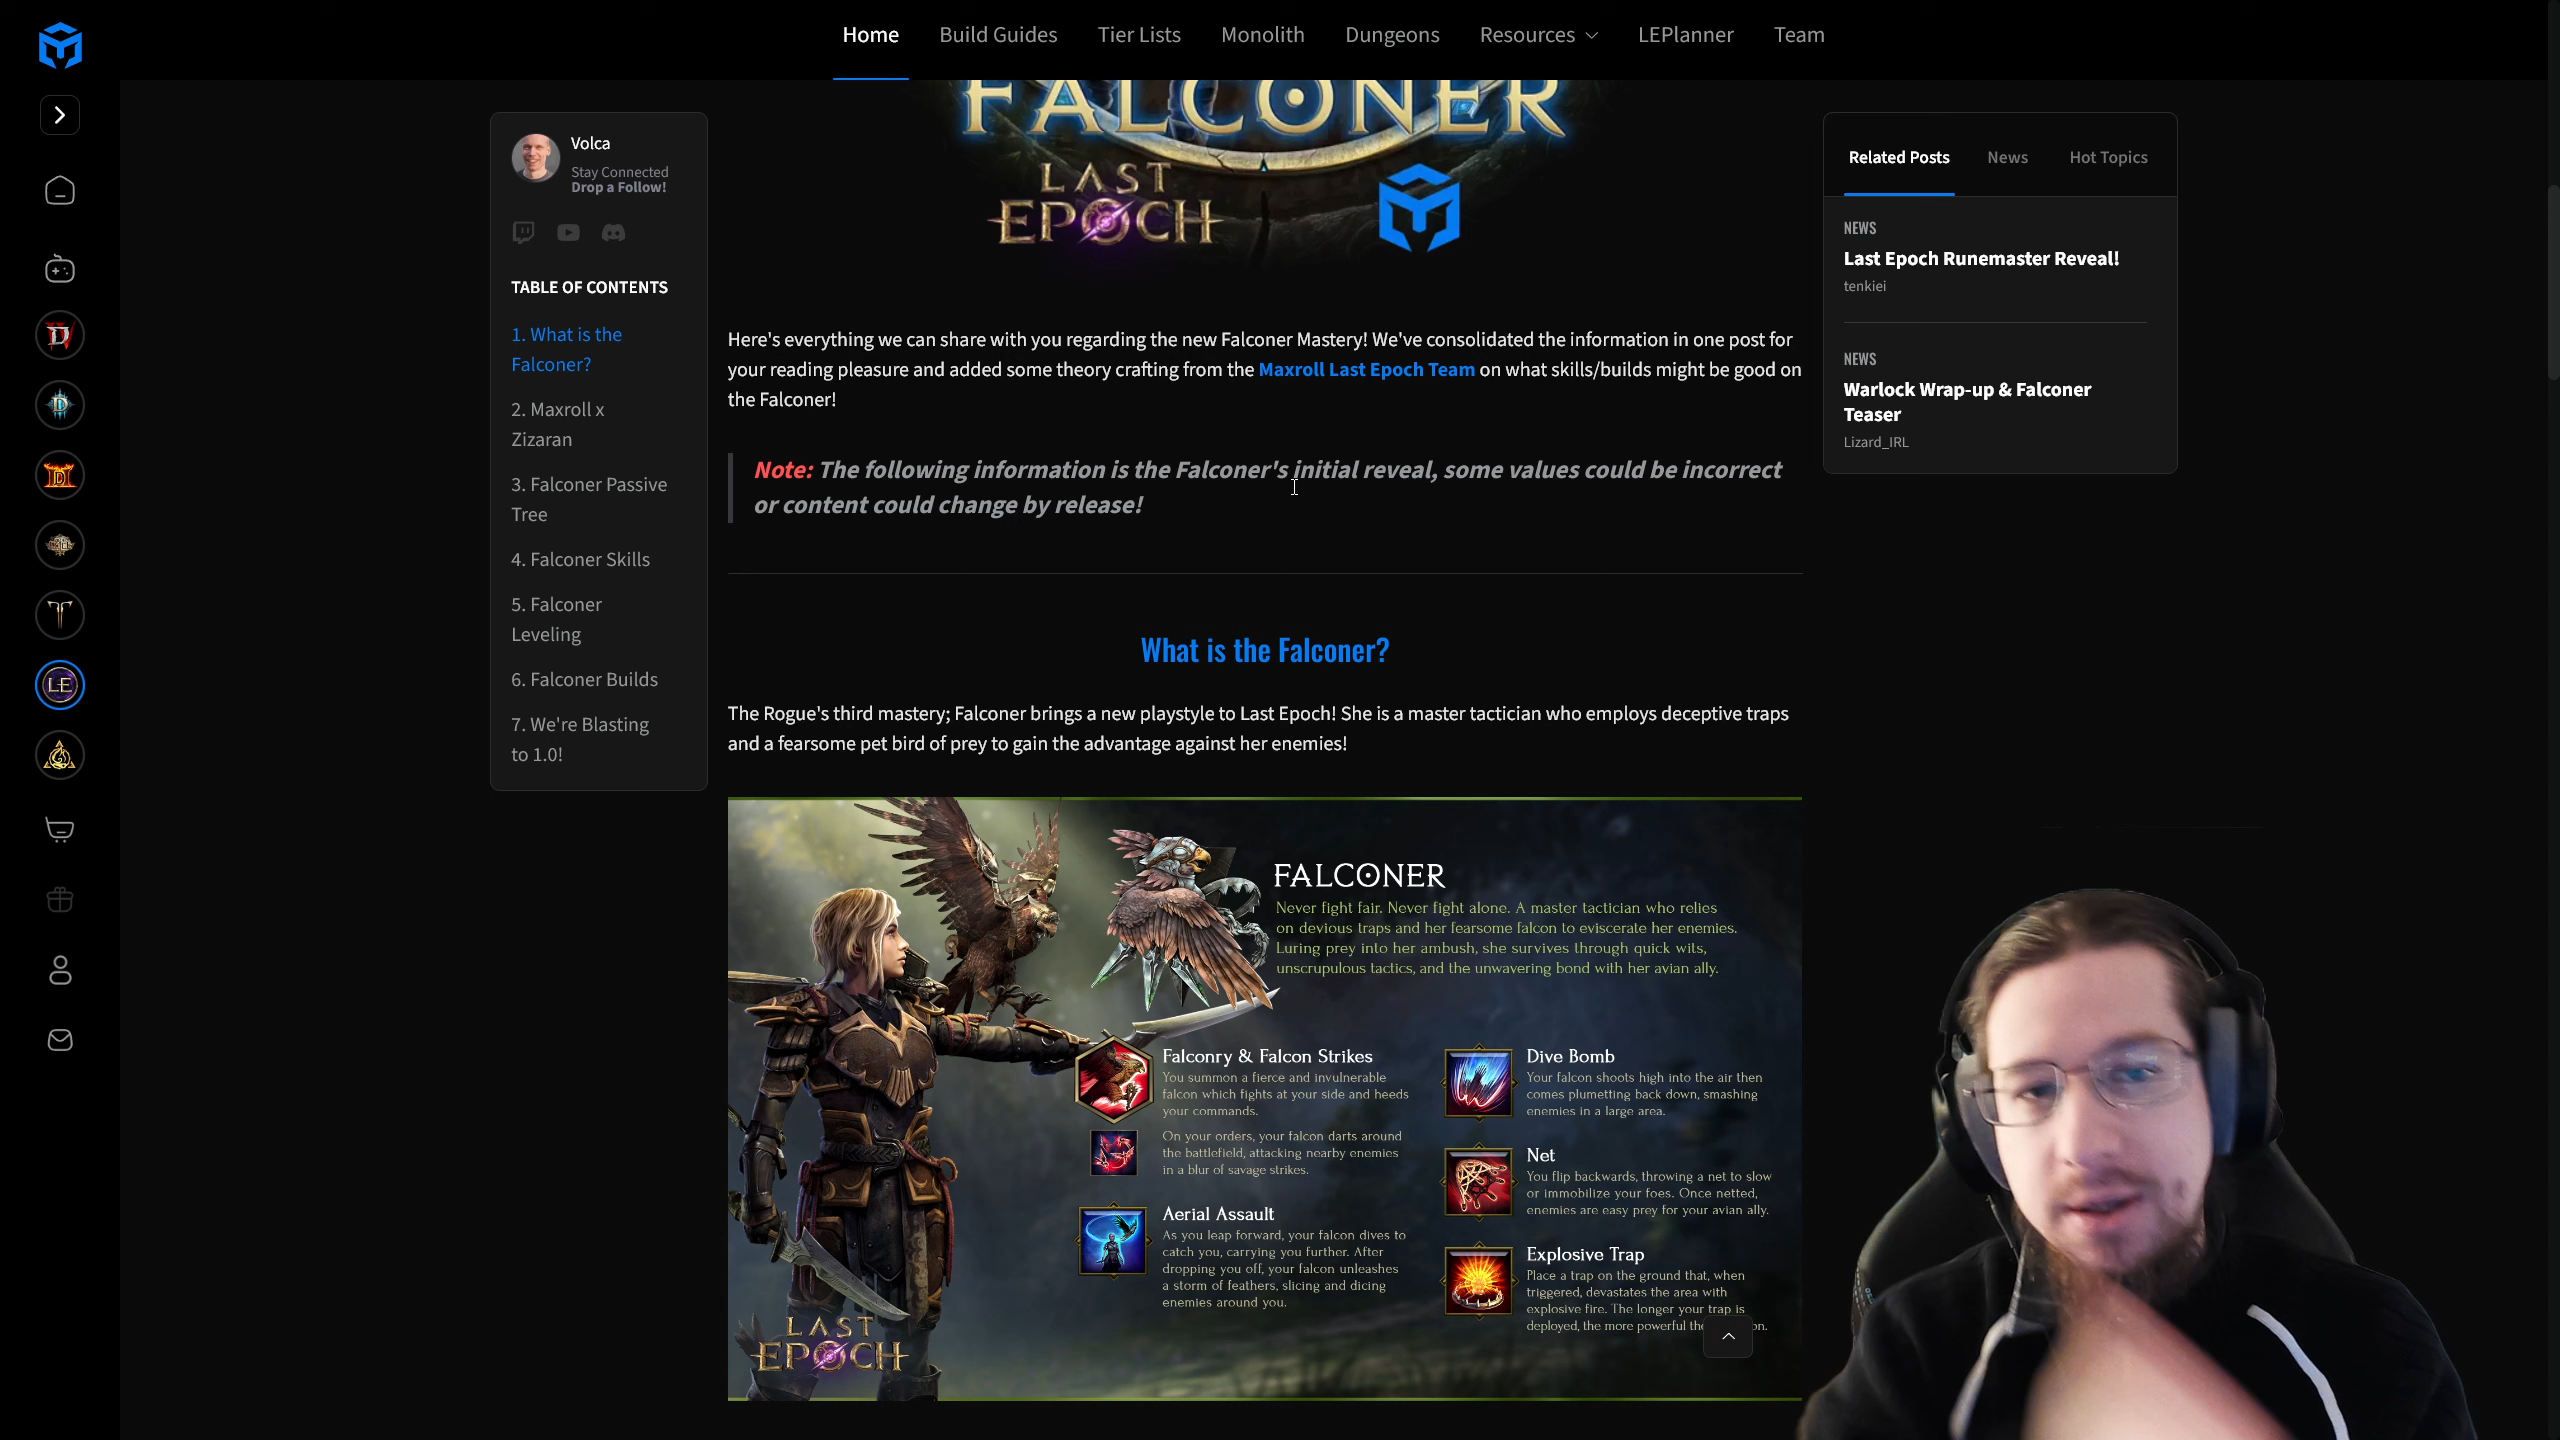 Home
Build Guides
Tier Lists
Monolith
Dungeons
Resources
LEPlanner
Team
Volca
Stay Connected
Drop a Follow!
TABLE OF CONTENTS
1. What is the
Falconer?
2. Maxroll x
Zizaran
3. Falconer Passive
Tree
4. Falconer Skills
5. Falconer
Leveling
6. Falconer Builds
7. We're Blasting
to 1.0!
FALCONER
LAST
EPOCH
Here's everything we can share with you regarding the new Falconer Mastery! We've consolidated the information in one post for
your reading pleasure and added some theory crafting from the Maxroll Last Epoch Team on what skills/builds might be good on
the Falconer!
Note: The following information is the Falconer's initial reveal, some values could be incorrect
or content could change by release!
What is the Falconer?
The Rogue's third mastery; Falconer brings a new playstyle to Last Epoch! She is a master tactician who employs deceptive traps
and a fearsome pet bird of prey to gain the advantage against her enemies!
FALCONER
Never fight fair. Never fight alone. A master tactician who relies
on devious traps and her fearsome falcon to eviscerate her enemies.
Luring prey into her ambush, she survives through quick wits,
unscrupulous tactics, and the unwavering bond with her avian ally.
Falconry & Falcon Strikes
You summon a fierce and invulnerable
falcon which fights at your side and heeds
your commands.
On your orders, your falcon darts around
the battlefield, attacking nearby enemies
in a blur of savage strikes.
Aerial Assault
As you leap forward, your falcon dives to
catch you, carrying you further. After
dropping you off, your falcon unleashes
a storm of feathers, slicing and dicing
enemies around you.
Dive Bomb
Your falcon shoots high into the air then
comes plummeting back down, smashing
enemies in a large area.
Net
You flip backwards, throwing a net to slow
or immobilize your foes. Once netted,
enemies are easy prey for your avian ally.
Explosive Trap
Place a trap on the ground that, when
triggered, devastates the area with
explosive fire. The longer your trap is
deployed, the more powerful
LAST
EPOCH
Related Posts
News
Hot Topics
NEWS
Last Epoch Runemaster Reveal!
tenkiei
NEWS
Warlock Wrap-up & Falconer
Teaser
Lizard_IRL
LE